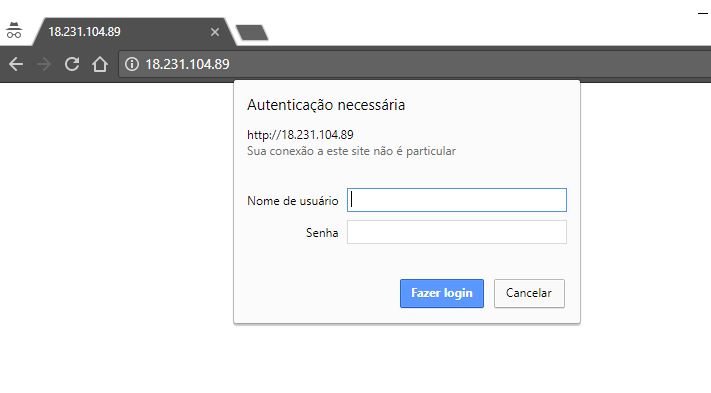 18.231.104.89
18.231.104.89
Autenticação necessária
http://18.231.104.89
Sua conexão a este site não é particular
Nome de usuário
Senha
Fazer login
Cancelar